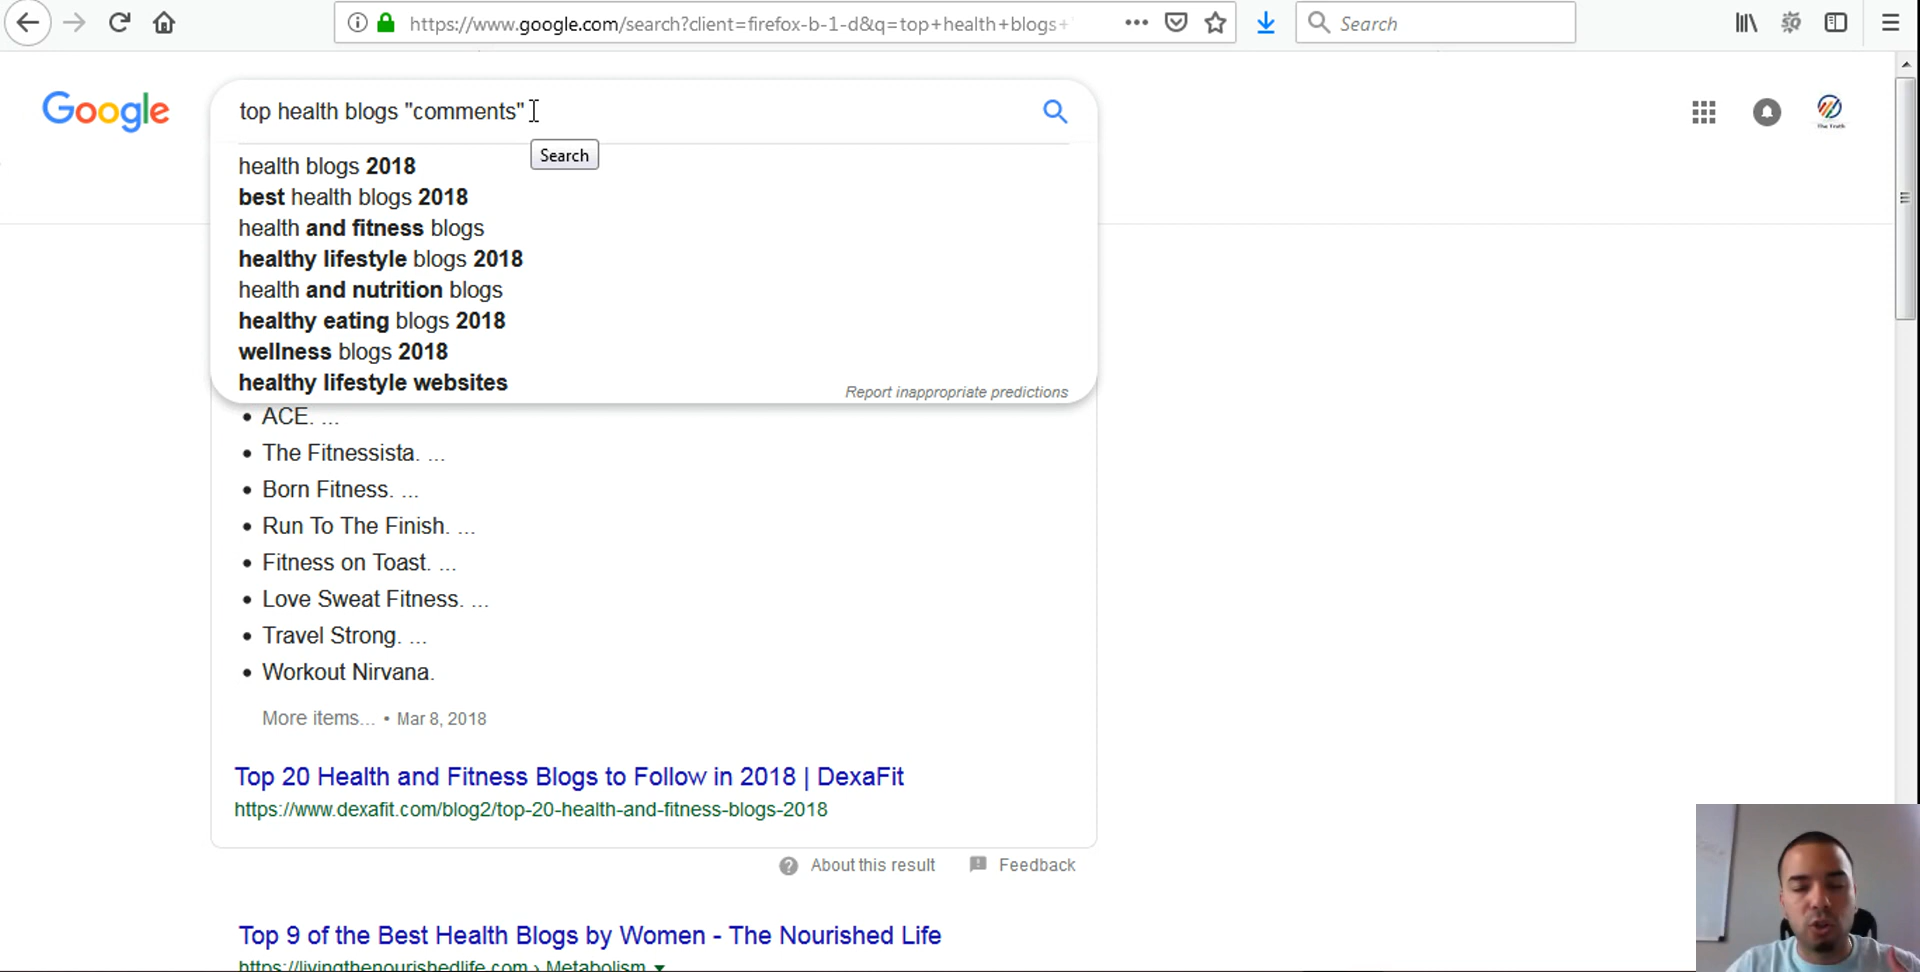 https://www.google.com/search?client=firefox-b-1-d&q=top+health+blogs+
Search
Google
top health blogs "comments"
Search
health blogs 2018
best health blogs 2018
health and fitness blogs
healthy lifestyle blogs 2018
health and nutrition blogs
healthy eating blogs 2018
wellness blogs 2018
healthy lifestyle websites
Report inappropriate predictions
ACE. ...
The Fitnessista. ...
Born Fitness. ...
Run To The Finish. ...
Fitness on Toast. ...
Love Sweat Fitness. ...
Travel Strong. ...
Workout Nirvana.
More items... • Mar 8, 2018
Top 20 Health and Fitness Blogs to Follow in 2018 | DexaFit
https://www.dexafit.com/blog2/top-20-health-and-fitness-blogs-2018
About this result
Feedback
Top 9 of the Best Health Blogs by Women - The Nourished Life
https://livingthenourishedlife.com › Metabolism